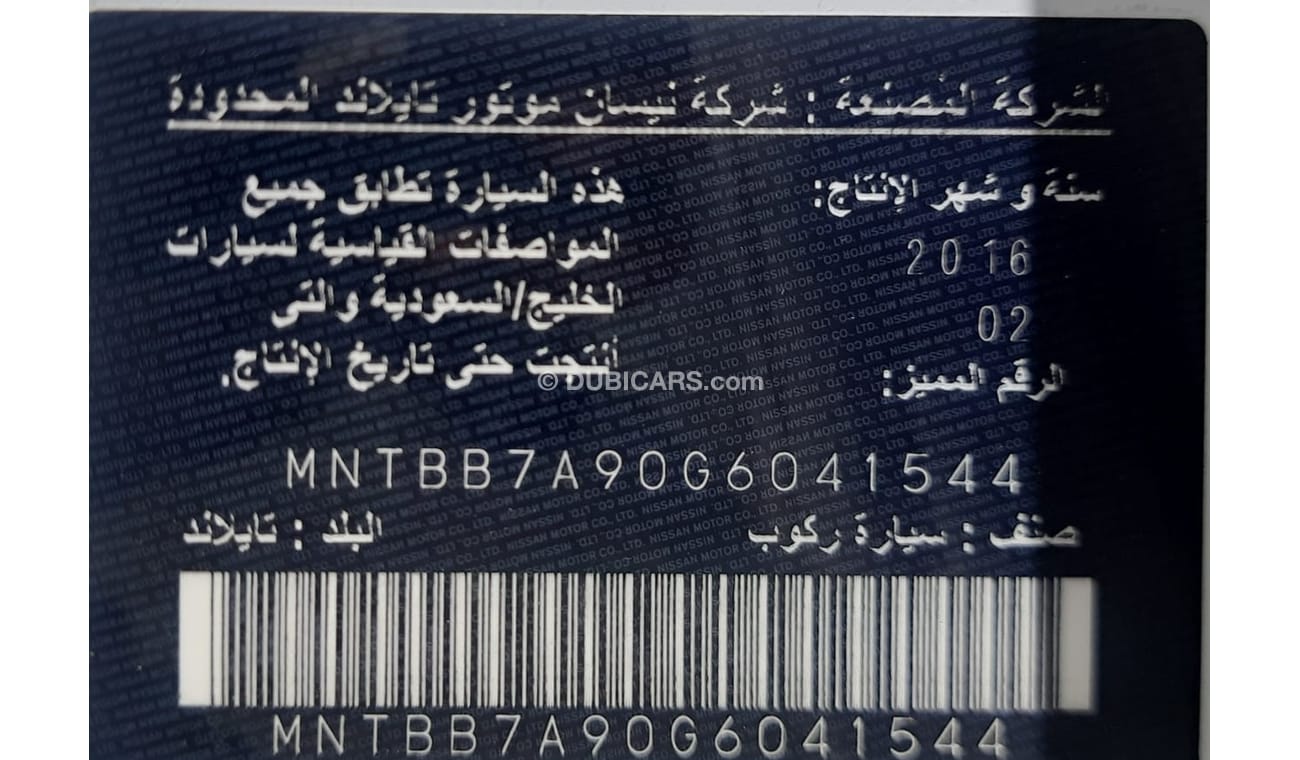 الشركة المصنعة : شركة نيسان موتور تايلاند المحدودة
سنة و شهر الإنتاج:
2016
02
هذه السيارة تطابق جميع
المواصفات القياسية لسيارات
الخليج/السعودية والتى
أنتجت حتى تاريخ الإنتاج.
الرقم المميز:
© DUBICARS.com
MNTBB7A90G6041544
صنف : سيارة ركوب
البلد : تايلاند
MNTBB7A90G6041544